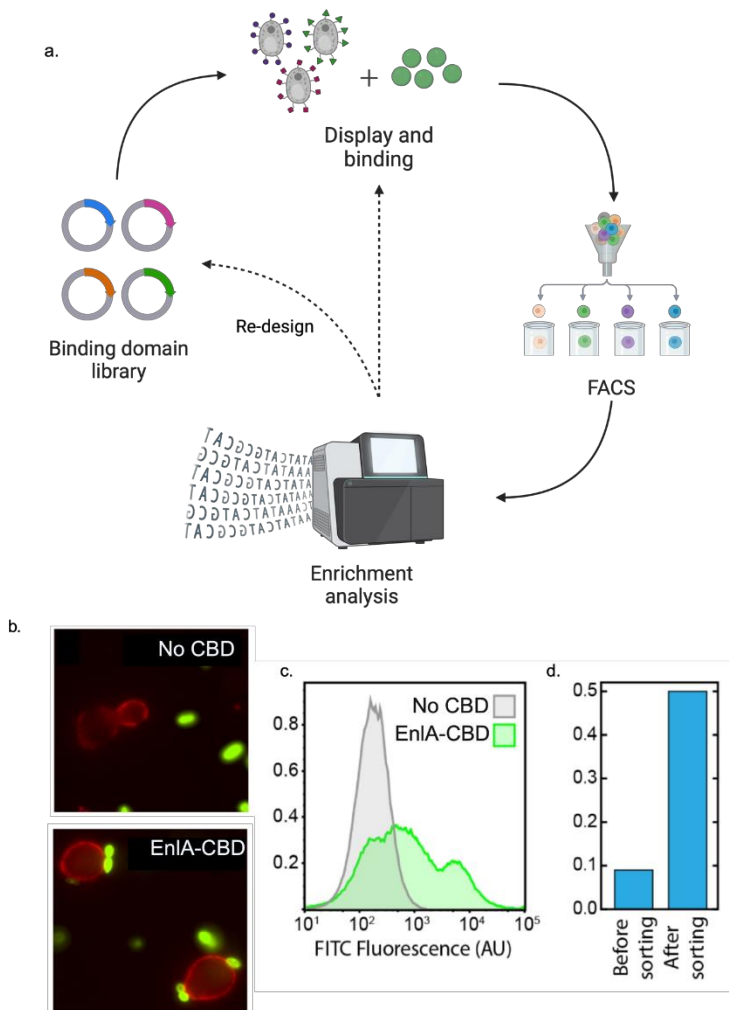 a.
+
Display and
binding
Binding domain
library
Re-design
FACS
Enrichment
analysis
b.
No CBD
EnlA-CBD
c.
No CBD
EnlA-CBD
0.8
0.6
0.4
0.2
10¹ 10² 10³ 10⁴ 10⁵
FITC Fluorescence (AU)
d.
0.5
0.4
0.3
0.2
0.1
0.0
Before
sorting
After
sorting